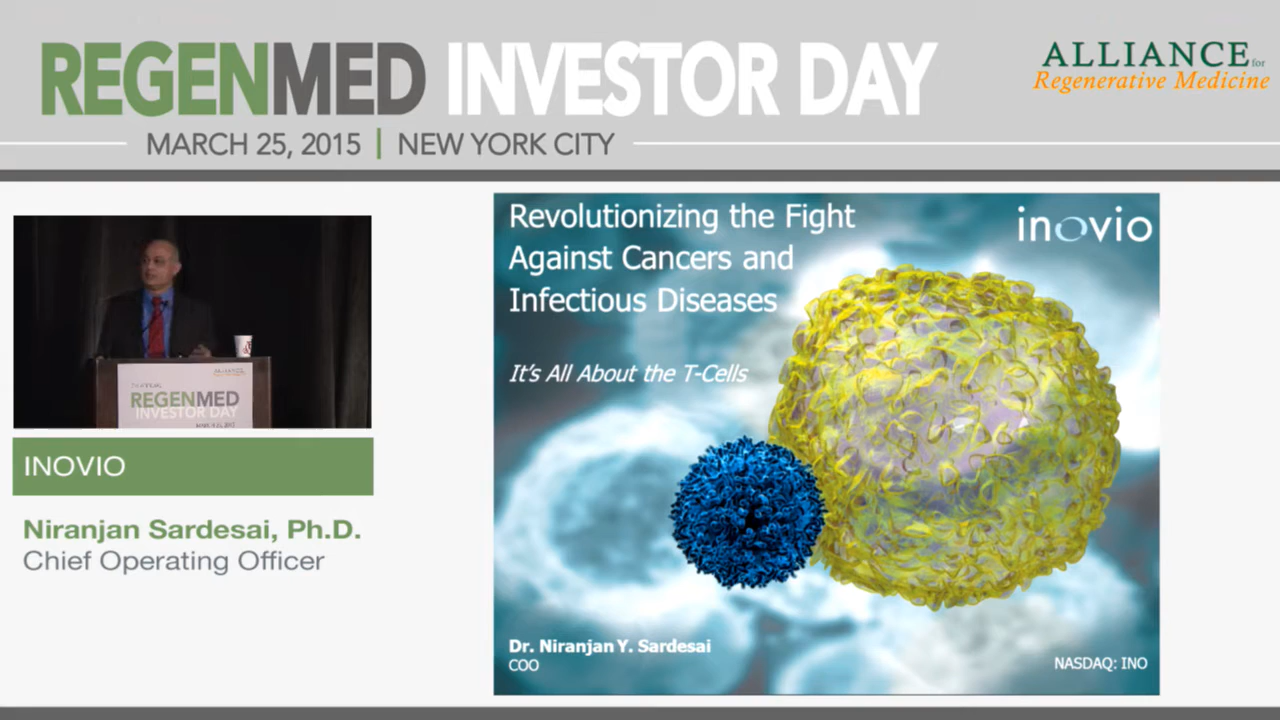 REGENMED INVESTOR DAY
MARCH 25, 2015 | NEW YORK CITY
ALLIANCE for
Regenerative Medicine
ALLIANCE
REGENMED
INVESTOR DAY
INOVIO
Niranjan Sardesai, Ph.D.
Chief Operating Officer
Revolutionizing the Fight
Against Cancers and
Infectious Diseases
It's All About the T-Cells
inovio
Dr. Niranjan Y. Sardesai
COO
NASDAQ: INO